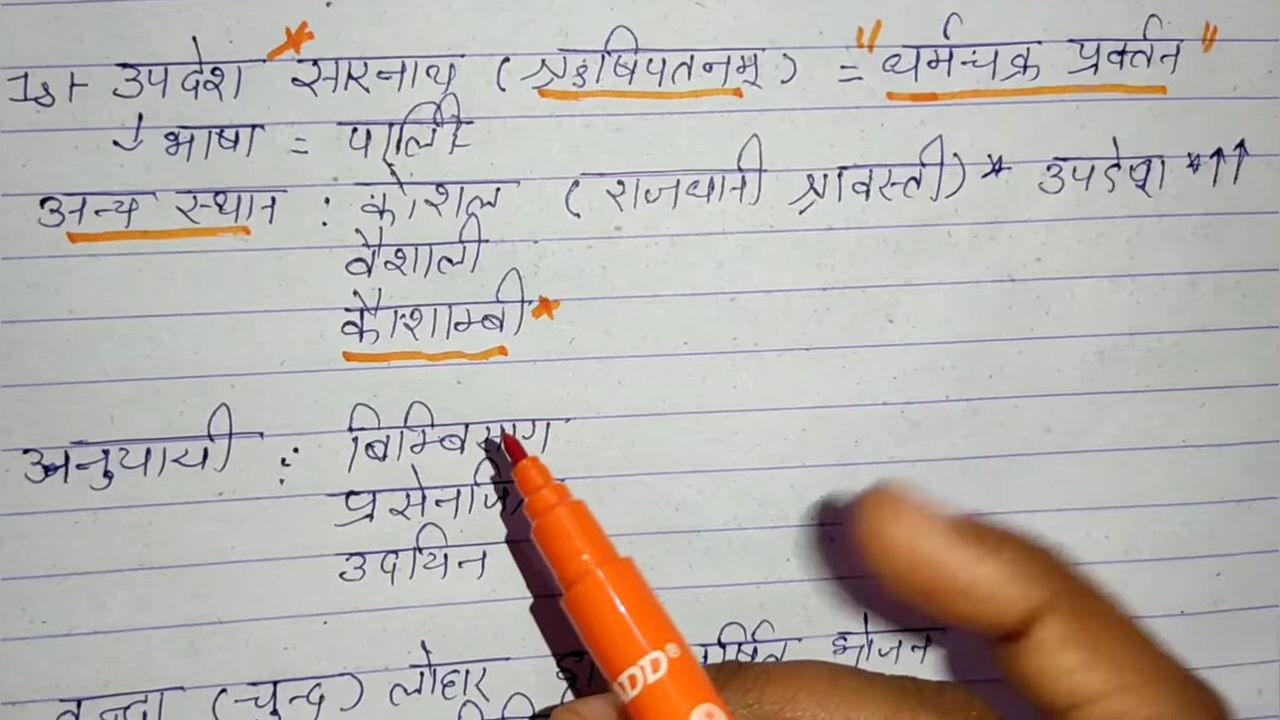 1st उपदेश * सारनाथ (ऋषिपतनम्) = "धर्मचक्र प्रवर्तन"
↓ भाषा = पालि
अन्य स्थान : कोशल (राजधानी श्रावस्ती) * उपदेश *↑↑
वैशाली
कौशाम्बी *
अनुयायी :
प्रसेनजि
उदयिन
(चुन्द) लोहार भोजन
ADD®